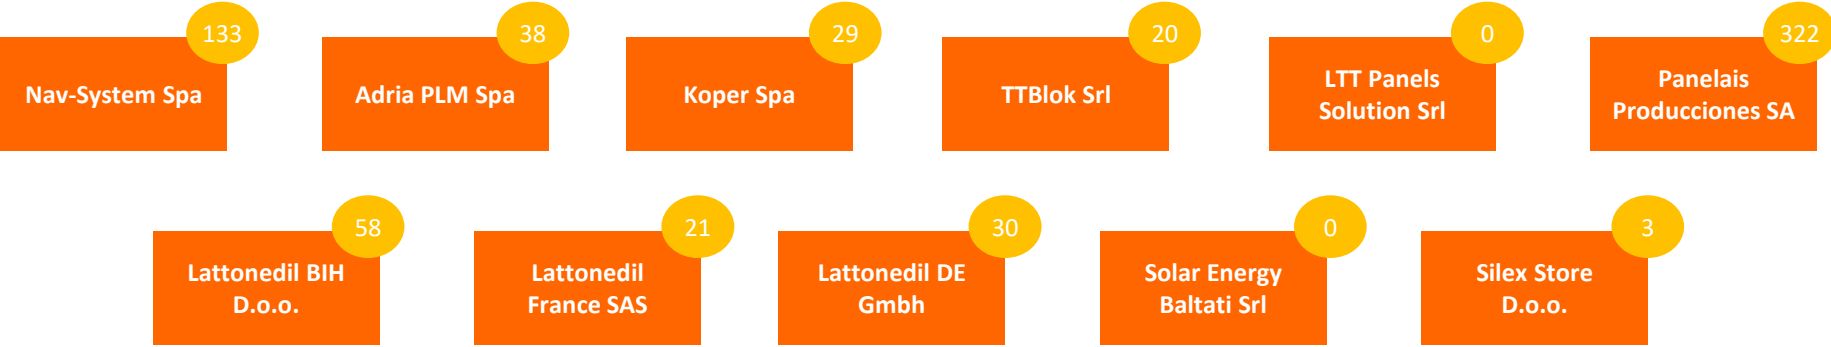 133
Nav-System Spa
38
Adria PLM Spa
29
Koper Spa
20
TTBlok Srl
0
LTT Panels
Solution Srl
322
Panelais
Producciones SA
58
Lattonedil BIH
D.o.o.
21
Lattonedil
France SAS
30
Lattonedil DE
Gmbh
0
Solar Energy
Baltati Srl
3
Silex Store
D.o.o.